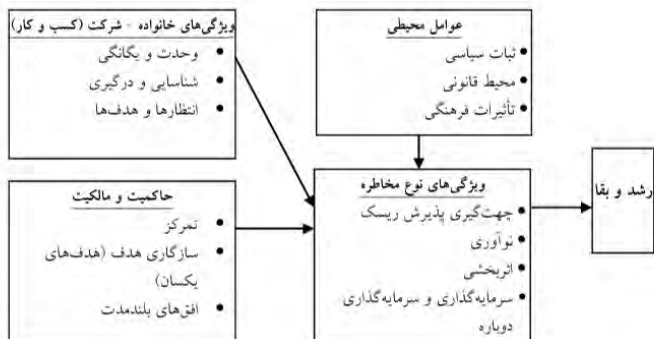 ویژگی‌های خانواده - شرکت (کسب و کار)
● وحدت و یگانگی
● شناسایی و درگیری
● انتظارها و هدف‌ها
عوامل محیطی
● ثبات سیاسی
● محیط قانونی
● تأثیرات فرهنگی
حاکمیت و مالکیت
● تمرکز
● سازگاری هدف (هدف‌های
یکسان)
● افق‌های بلندمدت
ویژگی‌های نوع مخاطره
● جهت‌گیری پذیرش ریسک
● نوآوری
● اثربخشی
● سرمایه‌گذاری و سرمایه‌گذاری
دوباره
رشد و بقا